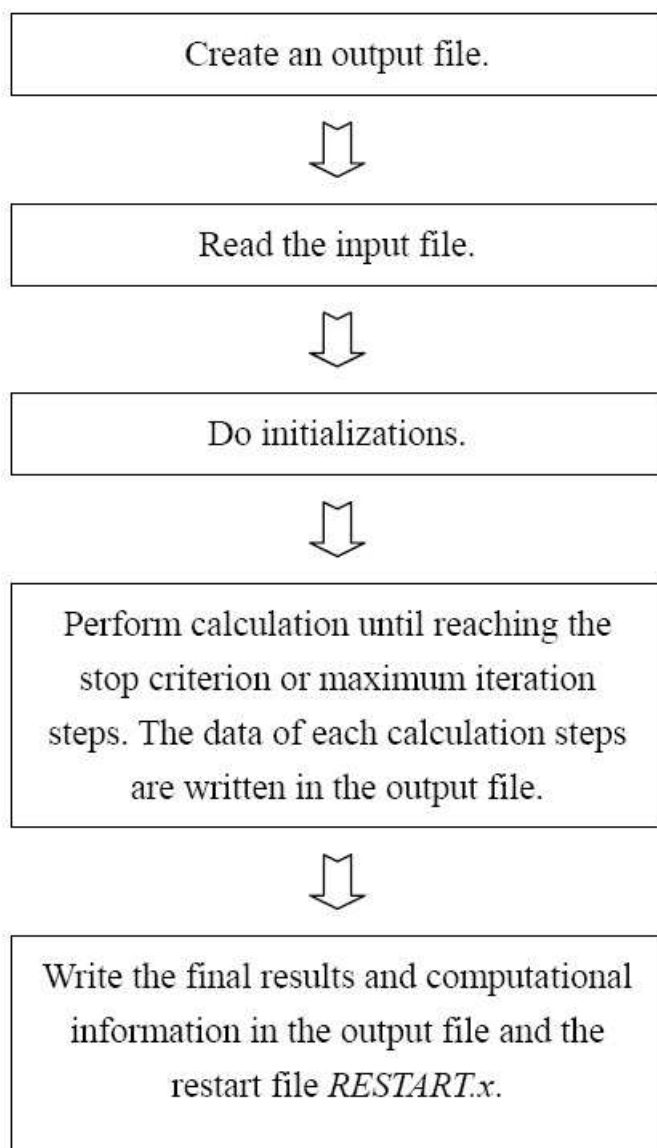 Create an output file.
Read the input file.
Do initializations.
Perform calculation until reaching the
stop criterion or maximum iteration
steps. The data of each calculation steps
are written in the output file.
Write the final results and computational
information in the output file and the
restart file RESTART.x.